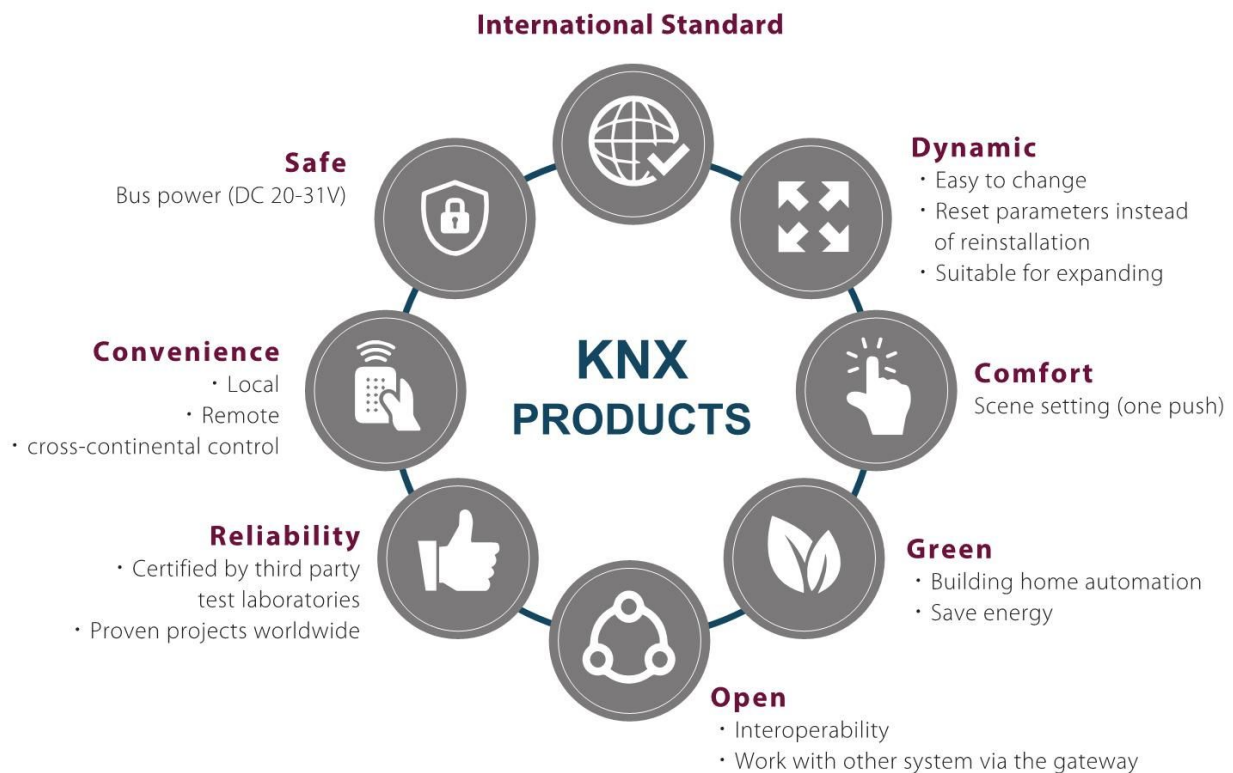 International Standard
Safe
Bus power (DC 20-31V)
Dynamic
· Easy to change
· Reset parameters instead
of reinstallation
· Suitable for expanding
Convenience
· Local
· Remote
· cross-continental control
KNX
PRODUCTS
Comfort
Scene setting (one push)
Reliability
· Certified by third party
test laboratories
· Proven projects worldwide
Green
· Building home automation
· Save energy
Open
· Interoperability
· Work with other system via the gateway